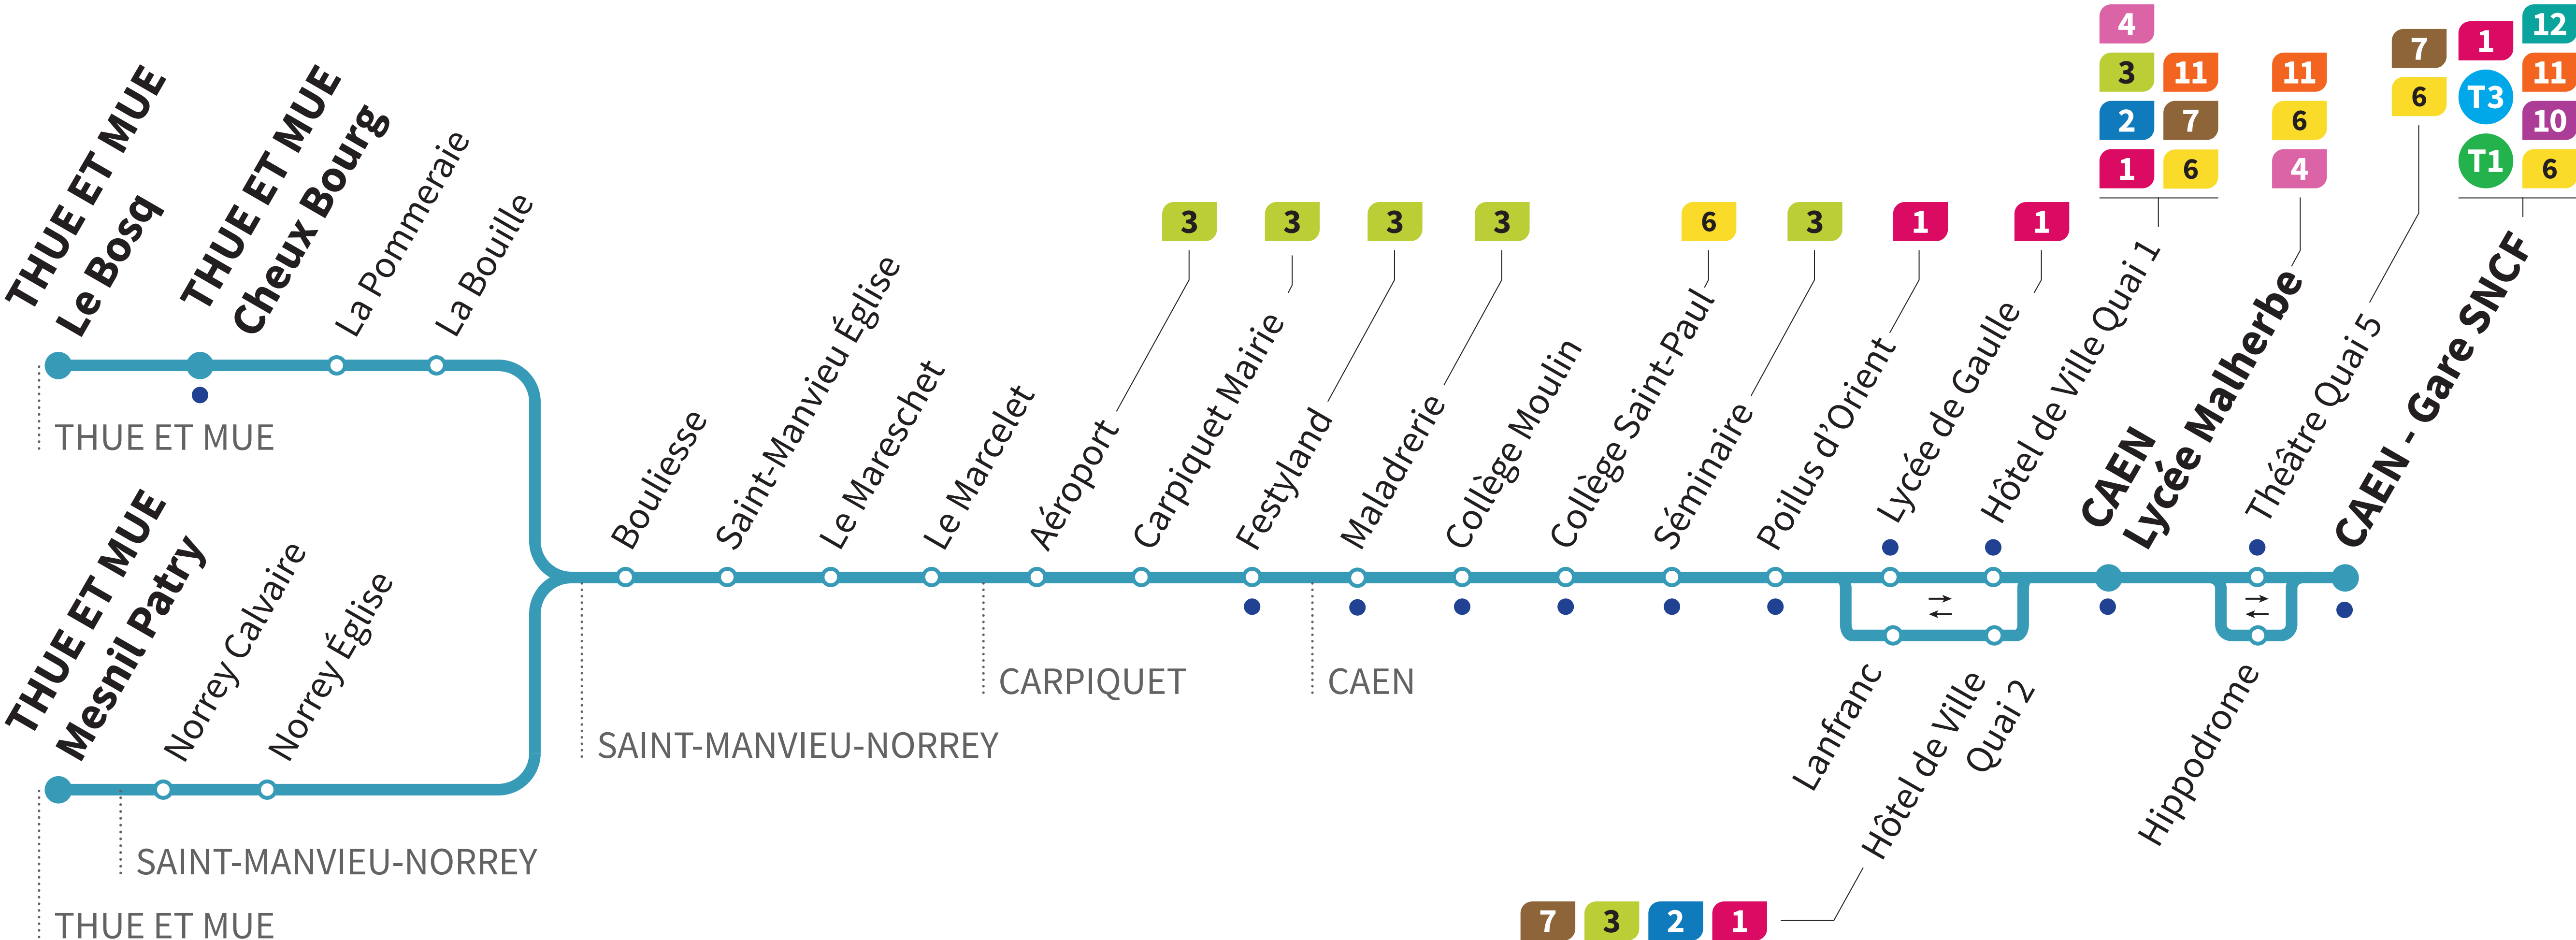 THUE ET MUE
Le Bosq
THUE ET MUE
Cheux Bourg
La Pommeraie
La Bouille
THUE ET MUE
THUE ET MUE
Mesnil Patry
Norrey Calvaire
Norrey Église
SAINT-MANVIEU-NORREY
THUE ET MUE
Bouliesse
Saint-Manvieu Église
Le Mareschet
Le Marcelet
SAINT-MANVIEU-NORREY
Aéroport
3
Carpiquet Mairie
3
Festyland
3
CARPIQUET
Maladrerie
3
Collège Moulin
Collège Saint-Paul
6
Séminaire
3
Poilus d'Orient
1
CAEN
Lycée de Gaulle
1
Hôtel de Ville Quai 1
4
3 11
2 7
1 6
Lanfranc
Hôtel de Ville
Quai 2
7 3 2 1
CAEN
Lycée Malherbe
11
6
4
Théâtre Quai 5
7
6
Hippodrome
CAEN - Gare SNCF
1 12
T3 11
T1 10
6